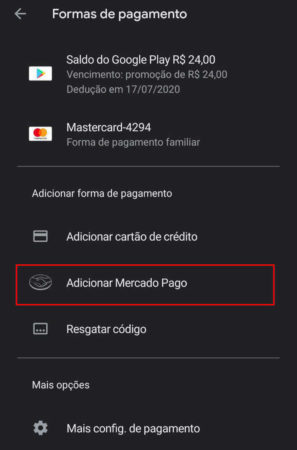 Formas de pagamento
Saldo do Google Play R$ 24,00
Vencimento: promoção de R$ 24,00
Dedução em 17/07/2020
Mastercard-4294
Forma de pagamento familiar
Adicionar forma de pagamento
Adicionar cartão de crédito
Adicionar Mercado Pago
Resgatar código
Mais opções
Mais config. de pagamento